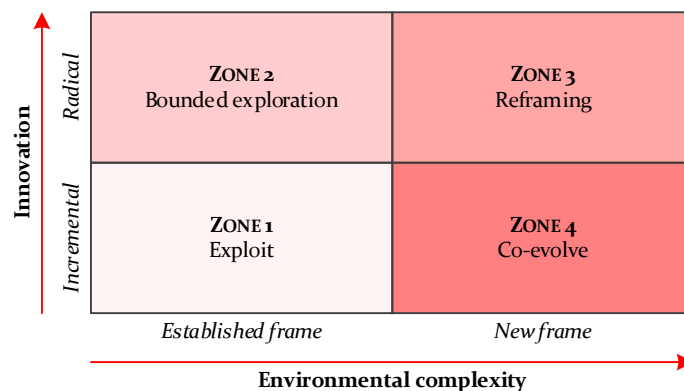 Innovation
Radical
Incremental
ZONE 2
Bounded exploration
ZONE 3
Reframing
ZONE 1
Exploit
ZONE 4
Co-evolve
Established frame
New frame
Environmental complexity